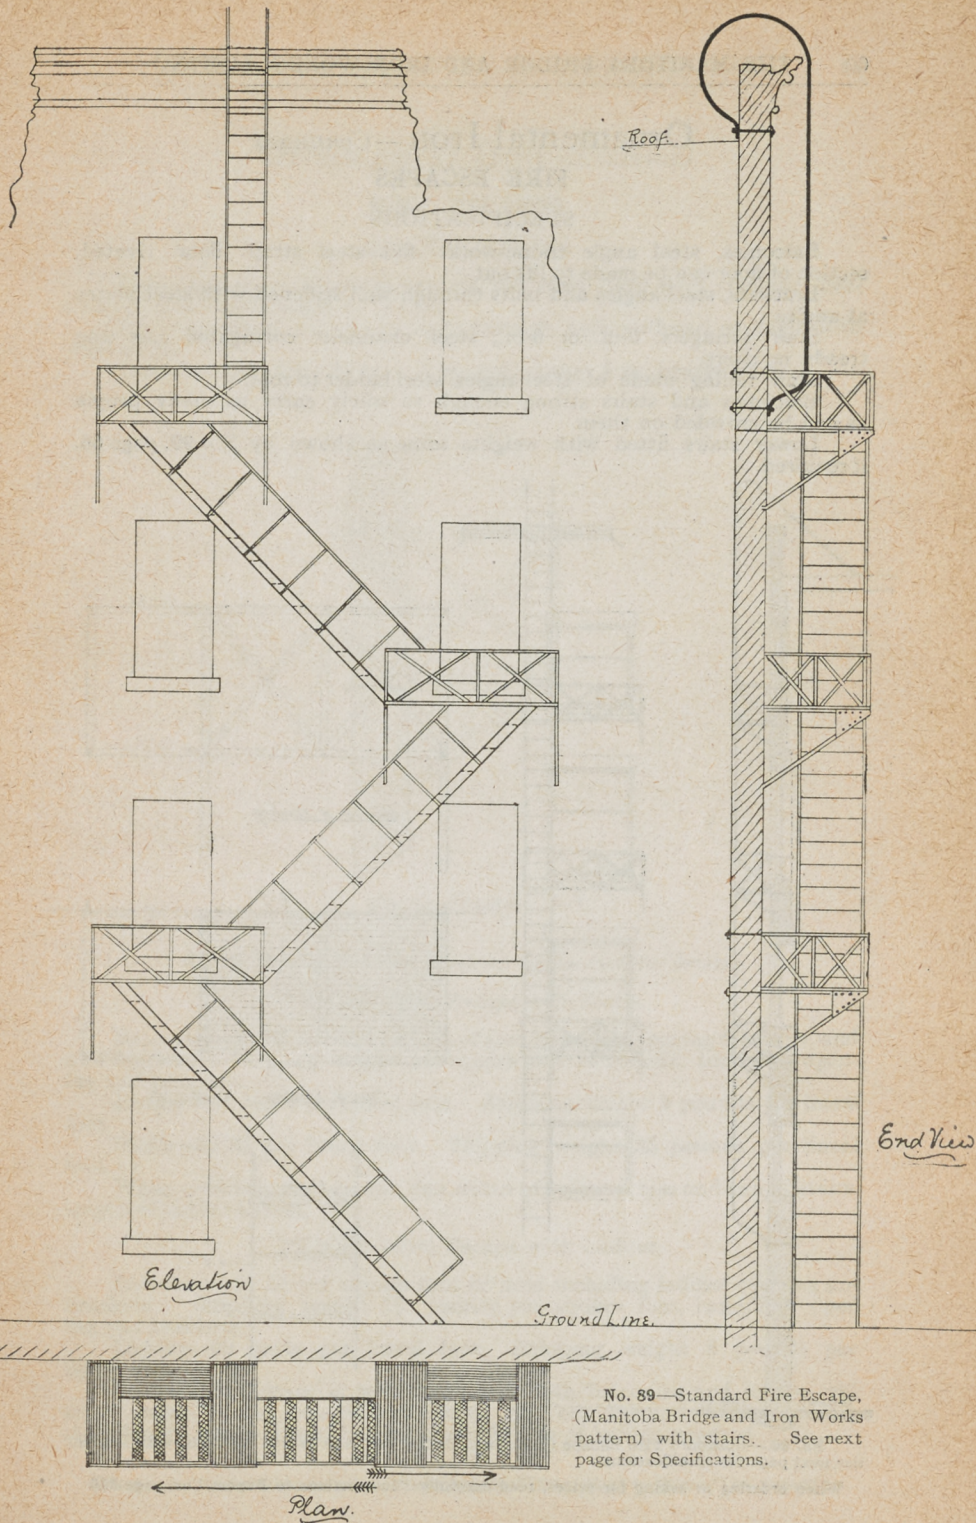 Roof.
End View
Elevation
Ground Line.
No. 89—Standard Fire Escape,
(Manitoba Bridge and Iron Works
pattern) with stairs. See next
page for Specifications.
Plan.